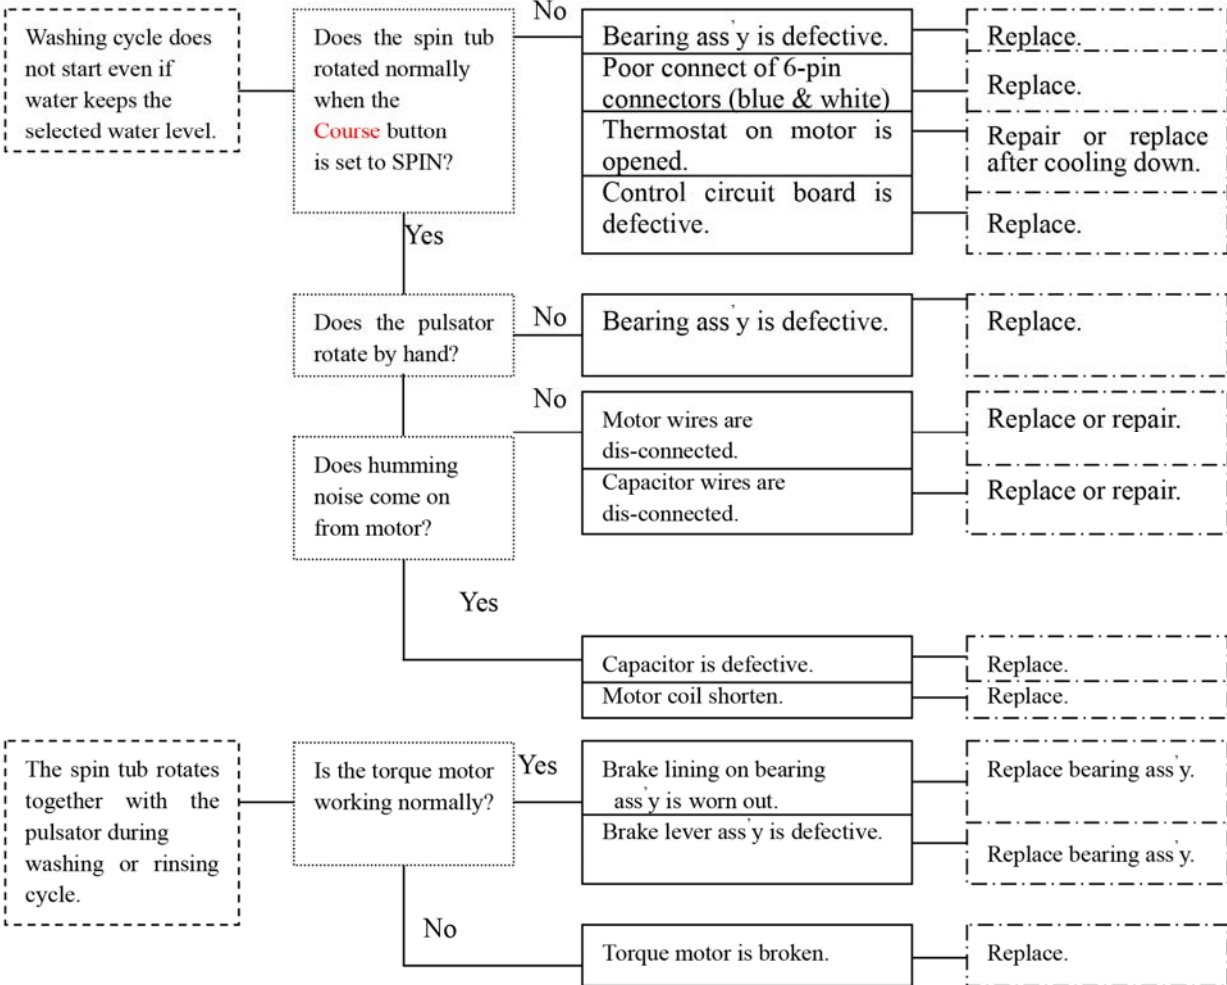 Washing cycle does
not start even if
water keeps the
selected water level.
Does the spin tub
rotated normally
when the
Course button
is set to SPIN?
No
Bearing ass'y is defective.
Replace.
Poor connect of 6-pin
connectors (blue & white)
Replace.
Thermostat on motor is
opened.
Repair or replace
after cooling down.
Control circuit board is
defective.
Replace.
Yes
Does the pulsator
rotate by hand?
No
Bearing ass'y is defective.
Replace.
Does humming
noise come on
from motor?
No
Motor wires are
dis-connected.
Replace or repair.
Capacitor wires are
dis-connected.
Replace or repair.
Yes
Capacitor is defective.
Replace.
Motor coil shorten.
Replace.
The spin tub rotates
together with the
pulsator during
washing or rinsing
cycle.
Is the torque motor
working normally?
Yes
Brake lining on bearing
ass'y is worn out.
Replace bearing ass'y.
Brake lever ass'y is defective.
Replace bearing ass'y.
No
Torque motor is broken.
Replace.